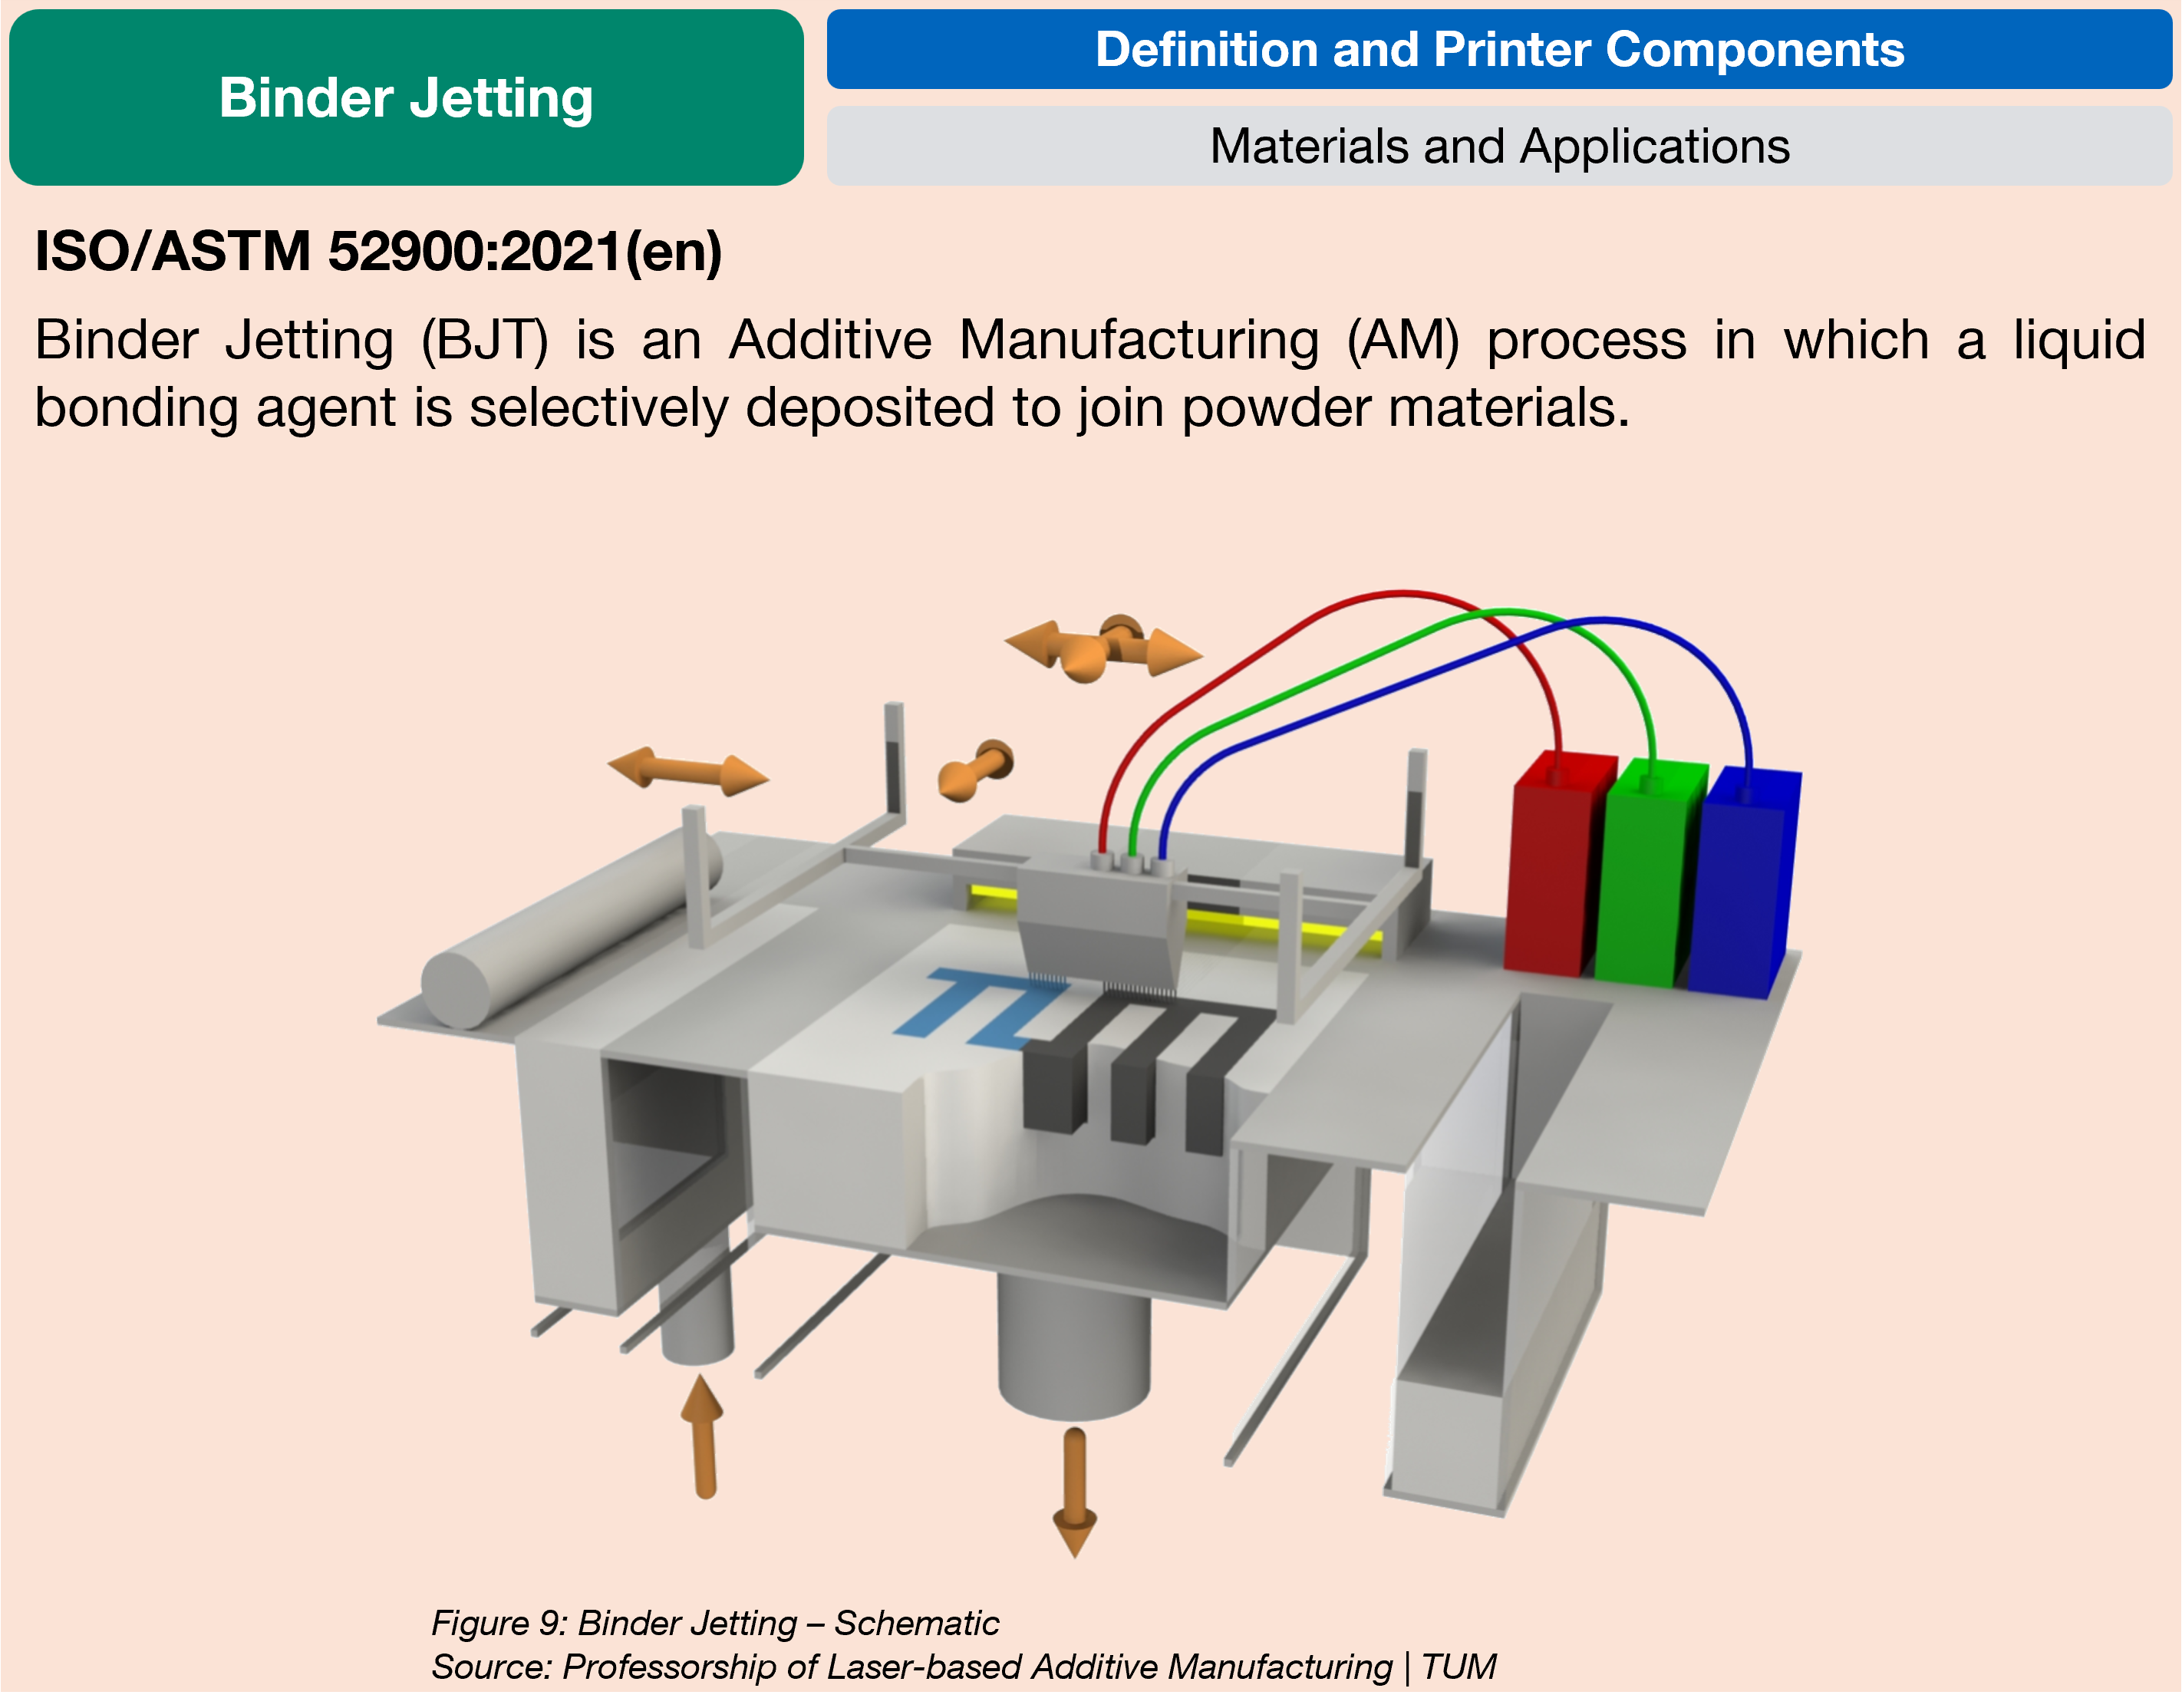 Binder Jetting
Definition and Printer Components
Materials and Applications
ISO/ASTM 52900:2021(en)
Binder Jetting (BJT) is an Additive Manufacturing (AM) process in which a liquid
bonding agent is selectively deposited to join powder materials.
Figure 9: Binder Jetting – Schematic
Source: Professorship of Laser-based Additive Manufacturing | TUM